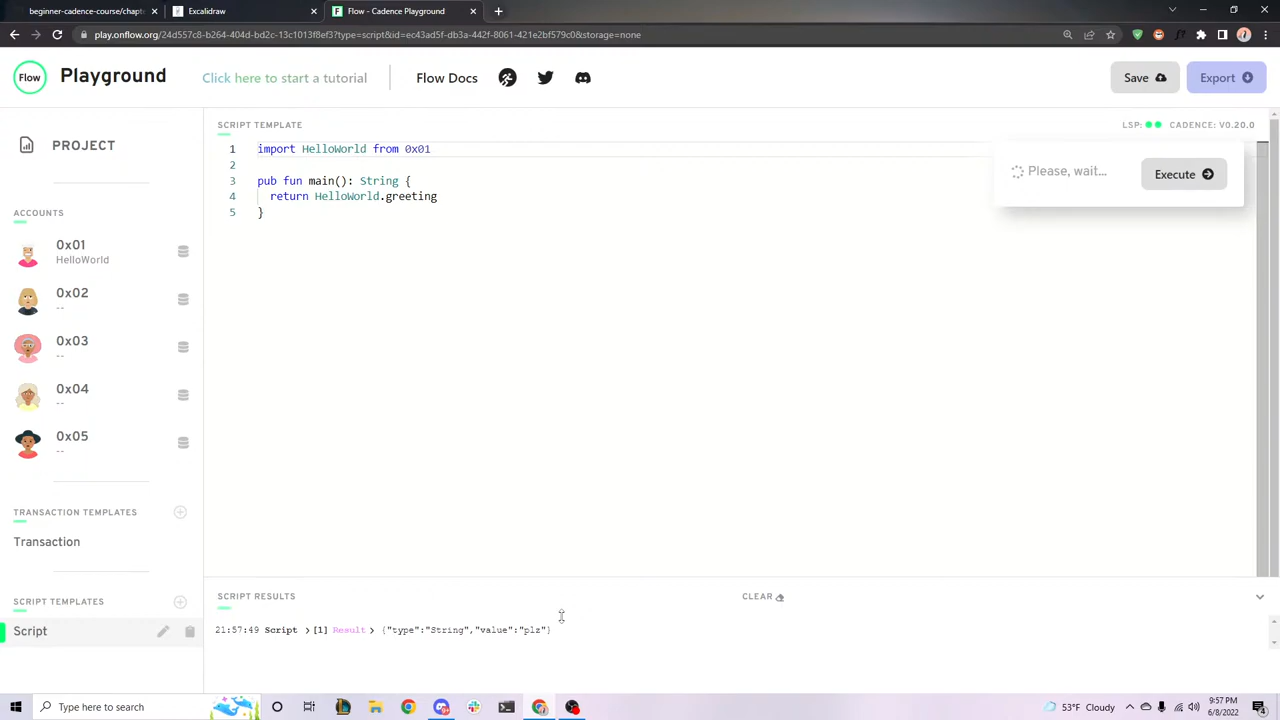 beginner-cadence-course/chapt
Excalidraw
Flow - Cadence Playground
play.onflow.org/24d557c8-b264-404d-bd2c-13c1013f8ef3?type=script&id=ec43ad5f-db3a-442f-8061-421e2bf579c0&storage=none
Flow
Playground
Click here to start a tutorial
Flow Docs
Save
Export
PROJECT
SCRIPT TEMPLATE
LSP:
CADENCE: V0.20.0
1 import HelloWorld from 0x01
2
3 pub fun main(): String {
4 return HelloWorld.greeting
5 }
Please, wait...
Execute
ACCOUNTS
0x01
HelloWorld
0x02
--
0x03
--
0x04
--
0x05
--
TRANSACTION TEMPLATES
Transaction
SCRIPT TEMPLATES
Script
SCRIPT RESULTS
CLEAR
21:57:49 Script ❯ [1] Result ❯ {"type":"String","value":"plz"}
Type here to search
53°F Cloudy
9:57 PM
6/8/2022
4